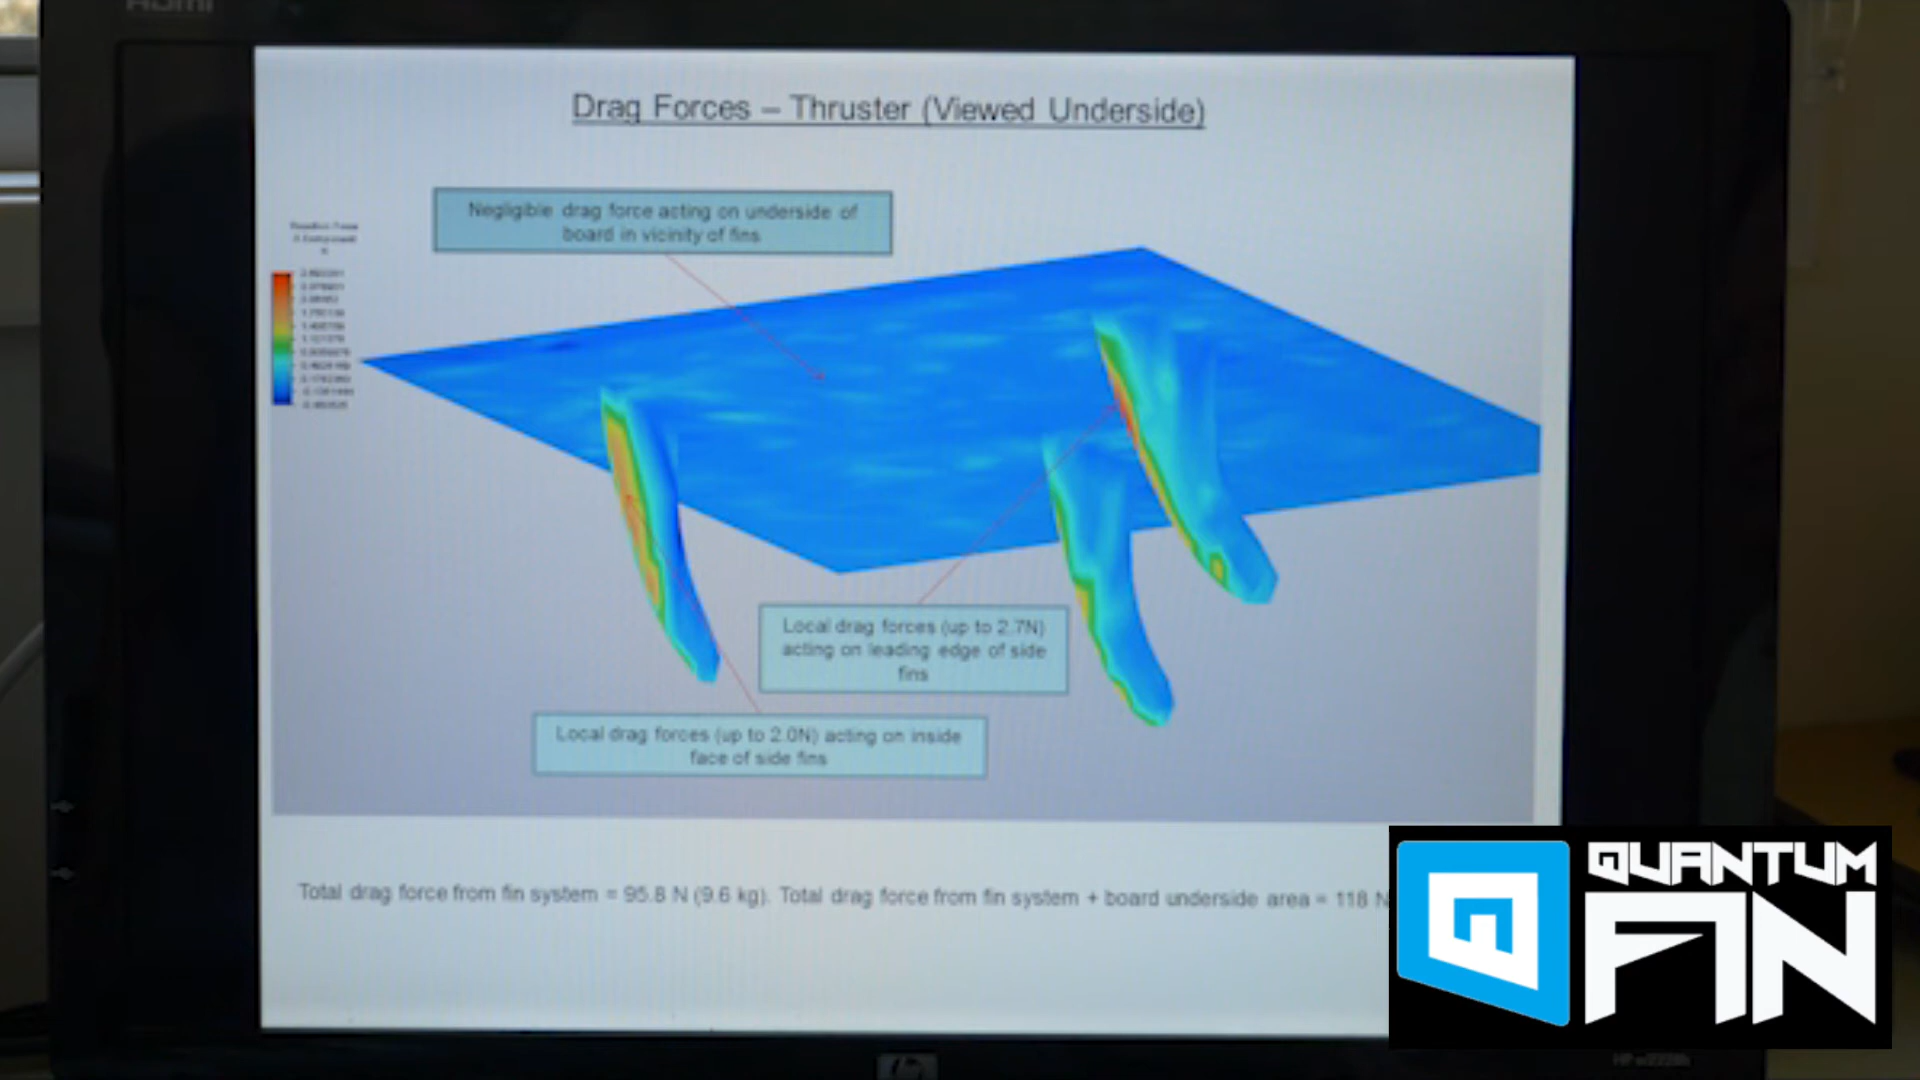 HDMI
Drag Forces – Thruster (Viewed Underside)
Negligible drag force acting on underside of
board in vicinity of fins
Local drag forces (up to 2.7N)
acting on leading edge of side
fins
Local drag forces (up to 2.0N) acting on inside
face of side fins
Total drag force from fin system = 95.8 N (9.6 kg). Total drag force from fin system + board underside area = 118 N
QUANTUM
FIN
hp